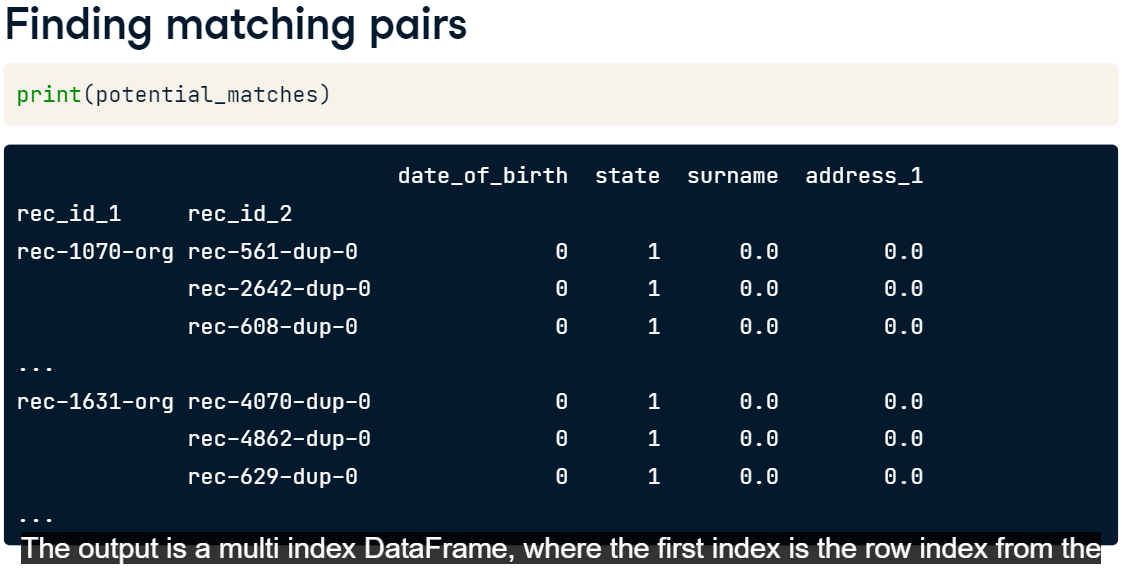 Finding matching pairs
print(potential_matches)
date_of_birth state surname address_1
rec_id_1 rec_id_2
rec-1070-org rec-561-dup-0 0 1 0.0 0.0
rec-2642-dup-0 0 1 0.0 0.0
rec-608-dup-0 0 1 0.0 0.0
...
rec-1631-org rec-4070-dup-0 0 1 0.0 0.0
rec-4862-dup-0 0 1 0.0 0.0
rec-629-dup-0 0 1 0.0 0.0
...
The output is a multi index DataFrame, where the first index is the row index from the